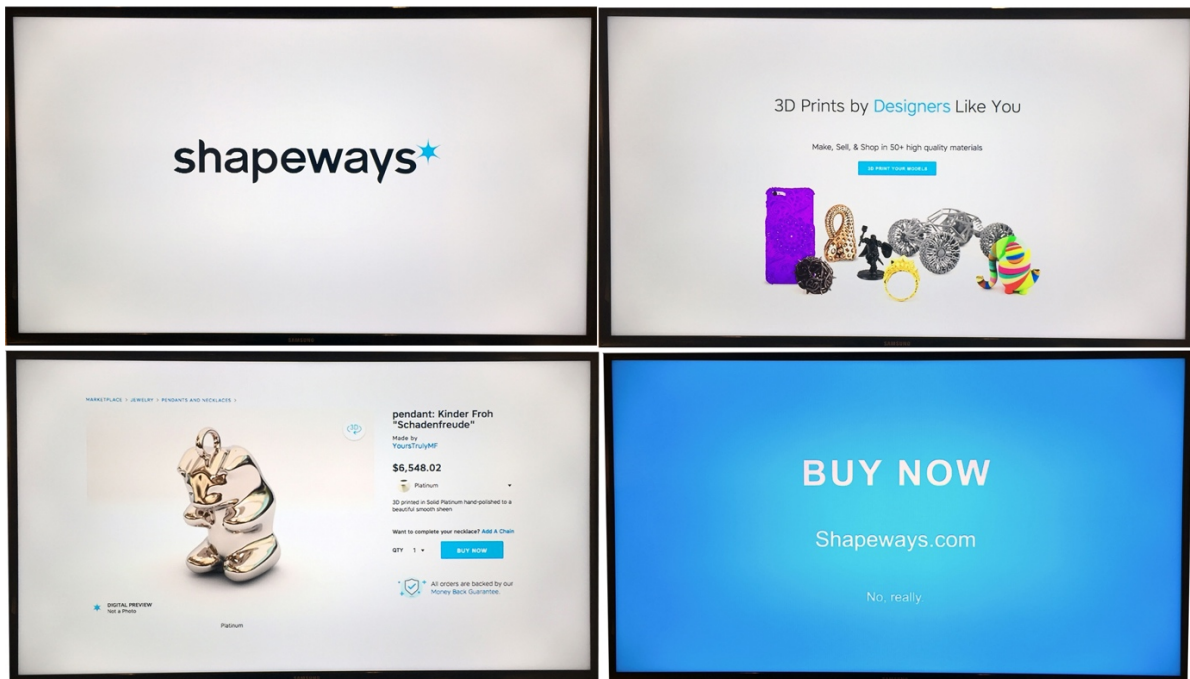 shapeways
SAMSUNG
3D Prints by Designers Like You
Make, Sell, & Shop in 50+ high quality materials
3D PRINT YOUR MODELS
SAMSUNG
MARKETPLACE > JEWELRY > PENDANTS AND NECKLACES >
3D
pendant: Kinder Froh
"Schadenfreude"
Made by
YoursTrulyMF
$6,548.02
Platinum
3D printed in Solid Platinum hand-polished to a
beautiful smooth sheen
Want to complete your necklace? Add A Chain
QTY 1
BUY NOW
All orders are backed by our
Money Back Guarantee.
DIGITAL PREVIEW
Not a Photo
Platinum
SAMSUNG
BUY NOW
Shapeways.com
No, really.